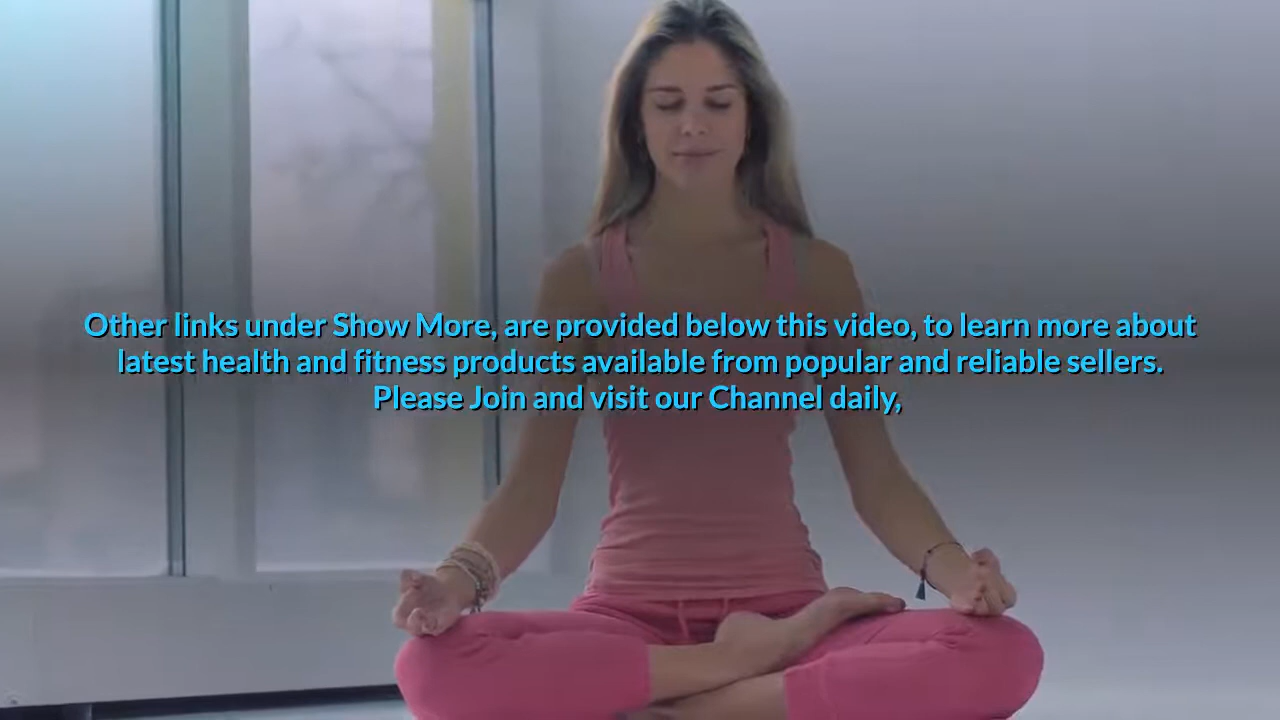 Other links under Show More, are provided below this video, to learn more about
latest health and fitness products available from popular and reliable sellers.
Please Join and visit our Channel daily,